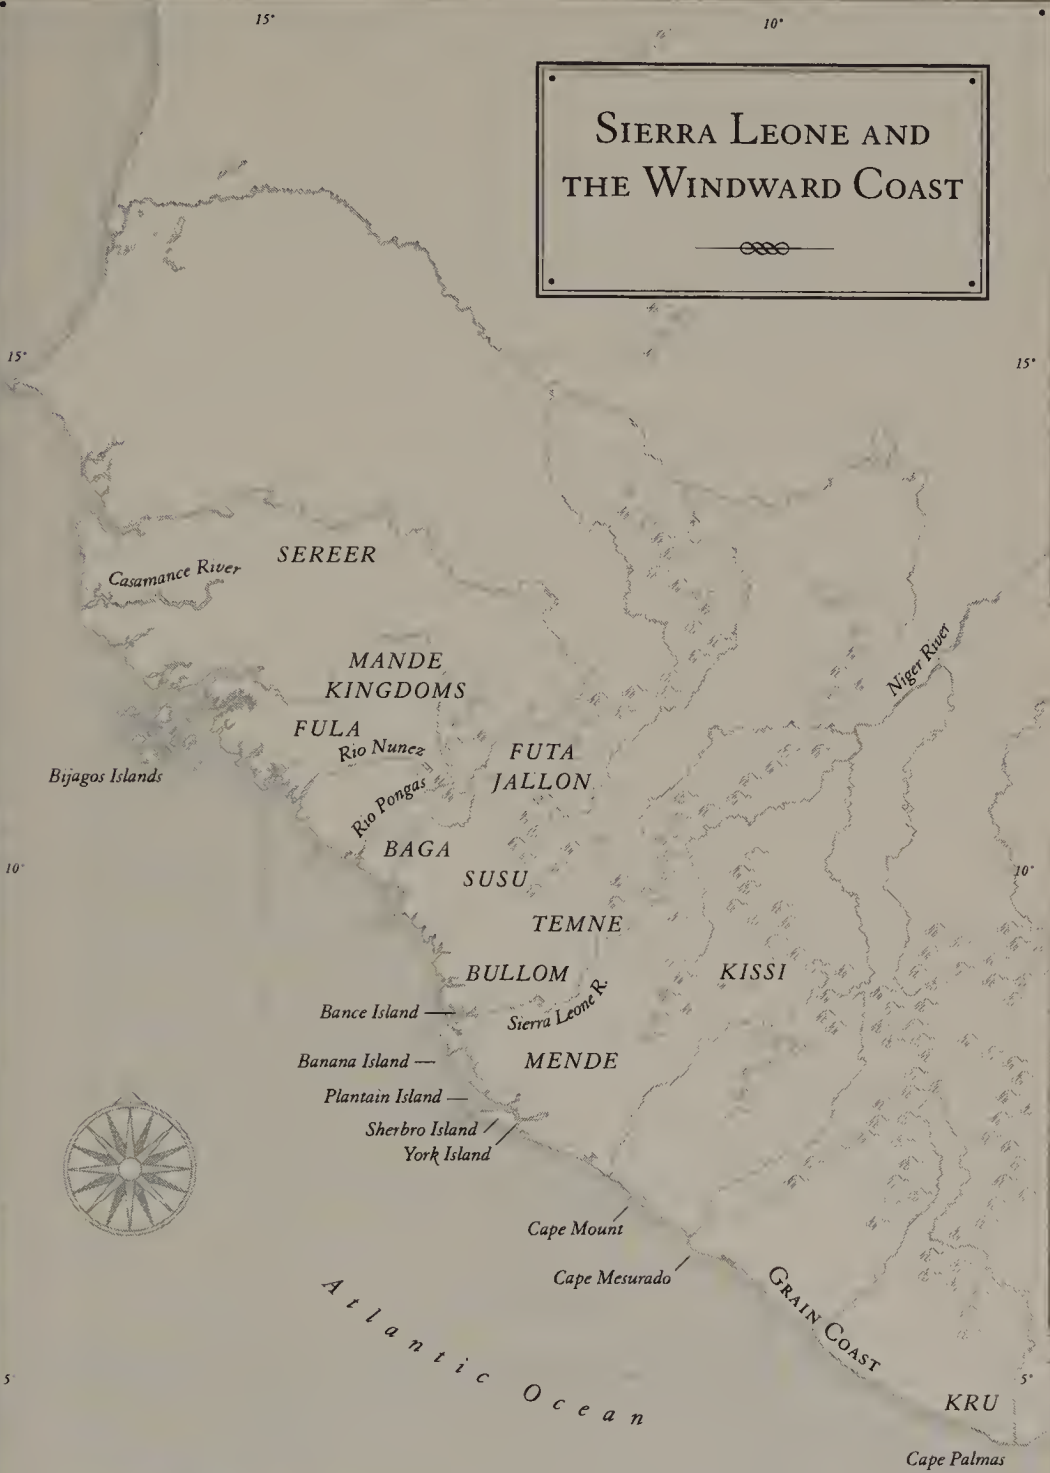 15°
10°
Sierra Leone and
the Windward Coast
15°
15°
SEREER
Casamance River
Niger River
MANDE
KINGDOMS
FULA
Rio Nunez
FUTA
JALLON
Bijagos Islands
Rio Pongas
BAGA
10°
10°
SUSU
TEMNE
BULLOM
KISSI
Bance Island
Sierra Leone R.
Banana Island
MENDE
Plantain Island
Sherbro Island
York Island
Cape Mount
Cape Mesurado
Grain Coast
Atlantic Ocean
5°
5°
KRU
Cape Palmas